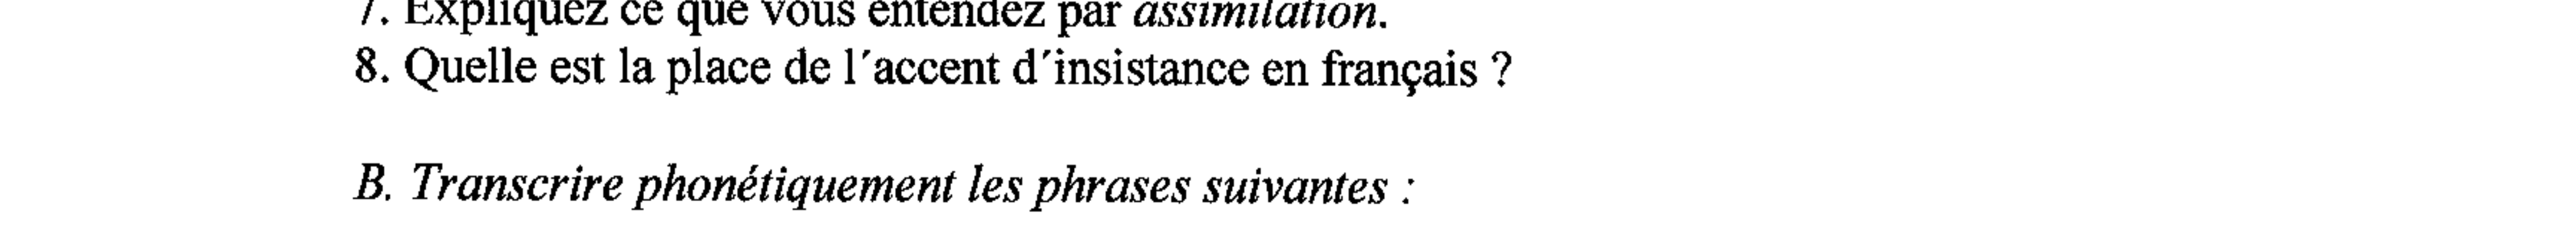 7. Expliquez ce que vous entendez par assimilation.
8. Quelle est la place de l´accent d´insistance en français ?
B. Transcrire phonétiquement les phrases suivantes :